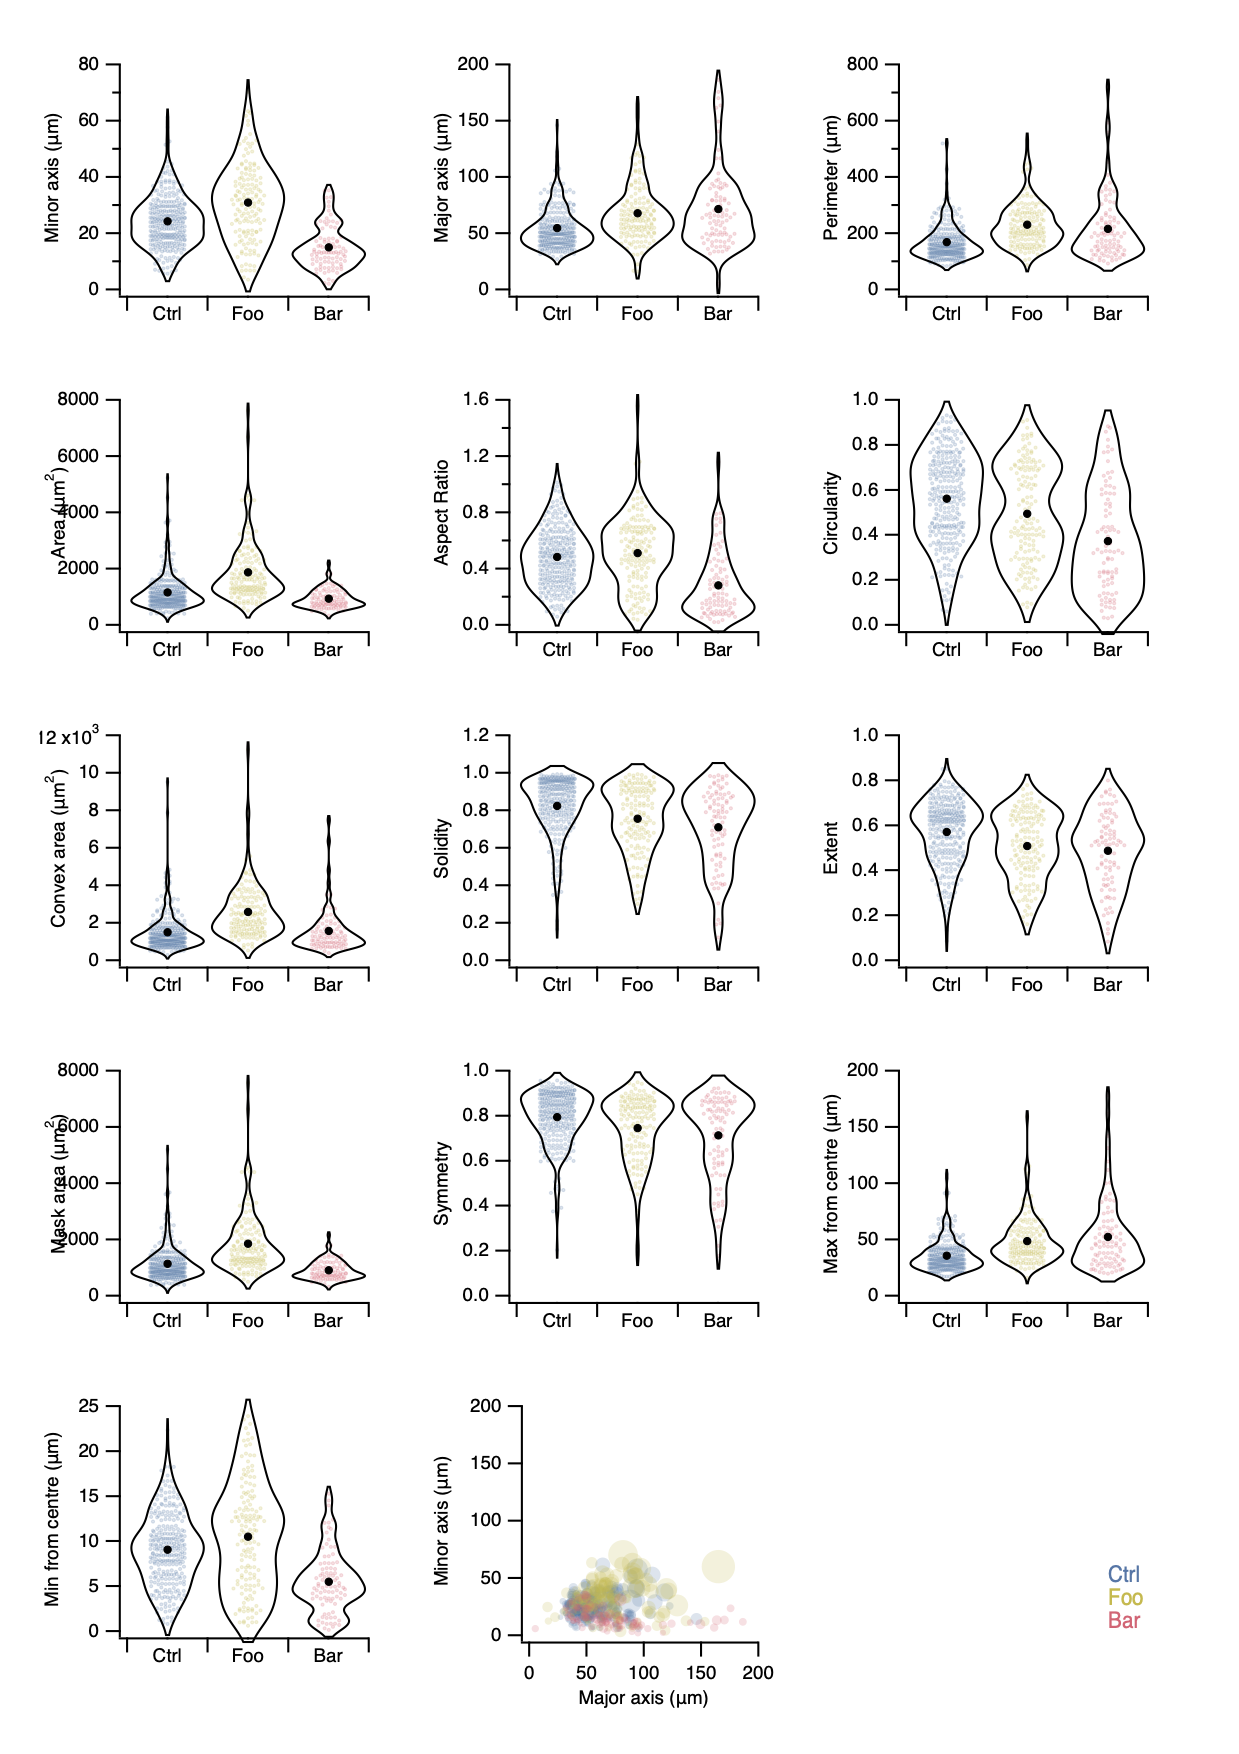 Minor axis (µm)
80
60
40
20
0
Ctrl Foo Bar
Major axis (µm)
200
150
100
50
0
Ctrl Foo Bar
Perimeter (µm)
800
600
400
200
0
Ctrl Foo Bar
Area (µm²)
8000
6000
4000
2000
0
Ctrl Foo Bar
Aspect Ratio
1.6
1.2
0.8
0.4
0.0
Ctrl Foo Bar
Circularity
1.0
0.8
0.6
0.4
0.2
0.0
Ctrl Foo Bar
Convex area (µm²)
12 x10³
10
8
6
4
2
0
Ctrl Foo Bar
Solidity
1.2
1.0
0.8
0.6
0.4
0.2
0.0
Ctrl Foo Bar
Extent
1.0
0.8
0.6
0.4
0.2
0.0
Ctrl Foo Bar
Mask area (µm²)
8000
6000
4000
2000
0
Ctrl Foo Bar
Symmetry
1.0
0.8
0.6
0.4
0.2
0.0
Ctrl Foo Bar
Max from centre (µm)
200
150
100
50
0
Ctrl Foo Bar
Min from centre (µm)
25
20
15
10
5
0
Ctrl Foo Bar
Minor axis (µm)
200
150
100
50
0
0 50 100 150 200
Major axis (µm)
Ctrl
Foo
Bar